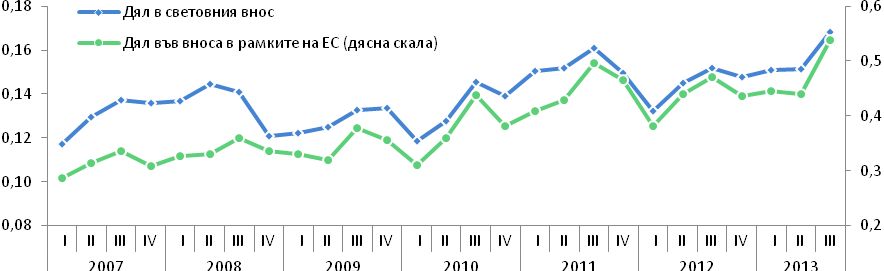 0,18
0,16
0,14
0,12
0,10
0,08
Дял в световния внос
Дял във вноса в рамките на ЕС (дясна скала)
0,6
0,5
0,4
0,3
0,2
I II III IV I II III IV I II III IV I II III IV I II III IV I II III IV I II III
2007 2008 2009 2010 2011 2012 2013